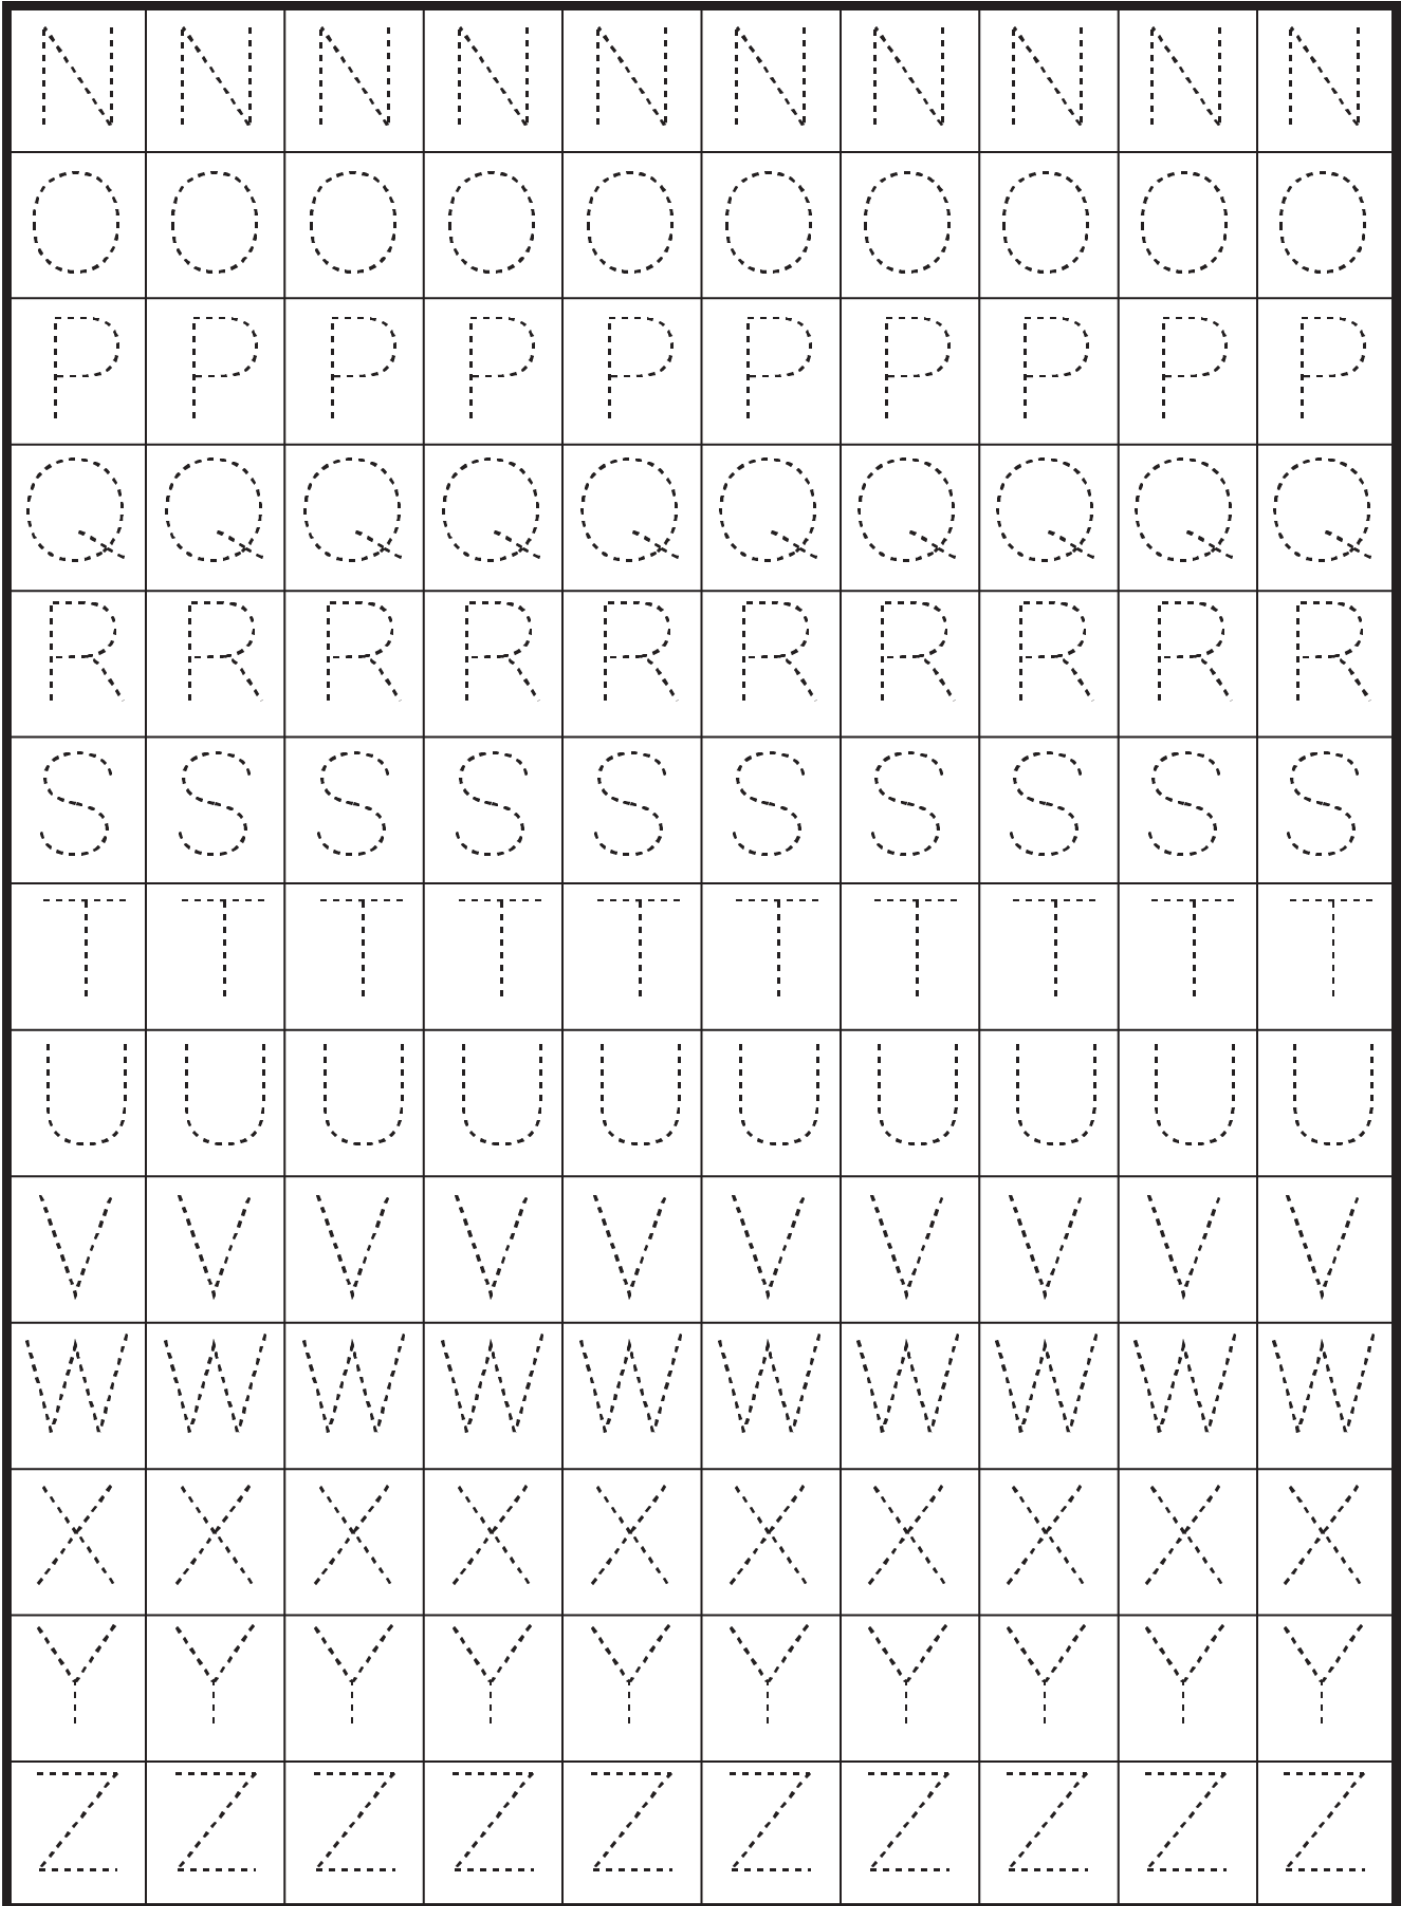 N N N N N N N N N N
O O O O O O O O O O
P P P P P P P P P P
Q Q Q Q Q Q Q Q Q Q
R R R R R R R R R R
S S S S S S S S S S
T T T T T T T T T T
U U U U U U U U U U
V V V V V V V V V V
W W W W W W W W W W
X X X X X X X X X X
Y Y Y Y Y Y Y Y Y Y
Z Z Z Z Z Z Z Z Z Z